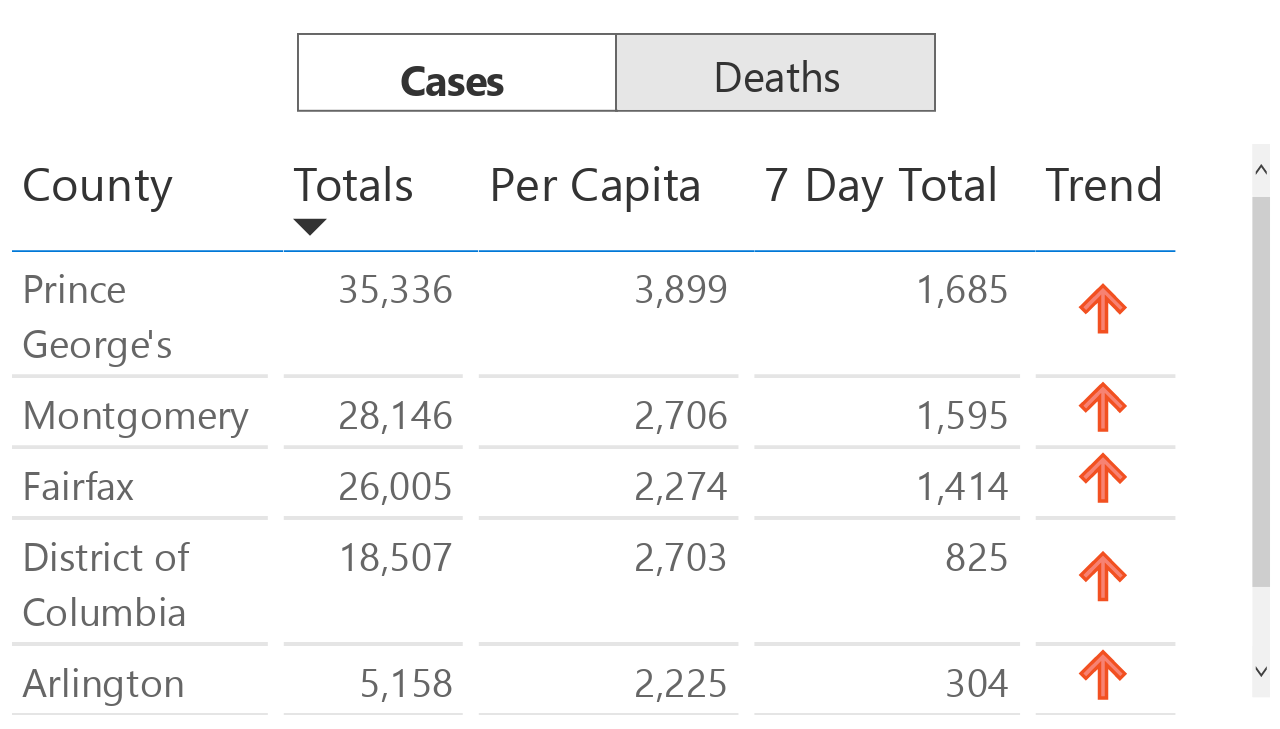 Cases Deaths
County Totals Per Capita 7 Day Total Trend
Prince George's 35,336 3,899 1,685
Montgomery 28,146 2,706 1,595
Fairfax 26,005 2,274 1,414
District of Columbia 18,507 2,703 825
Arlington 5,158 2,225 304